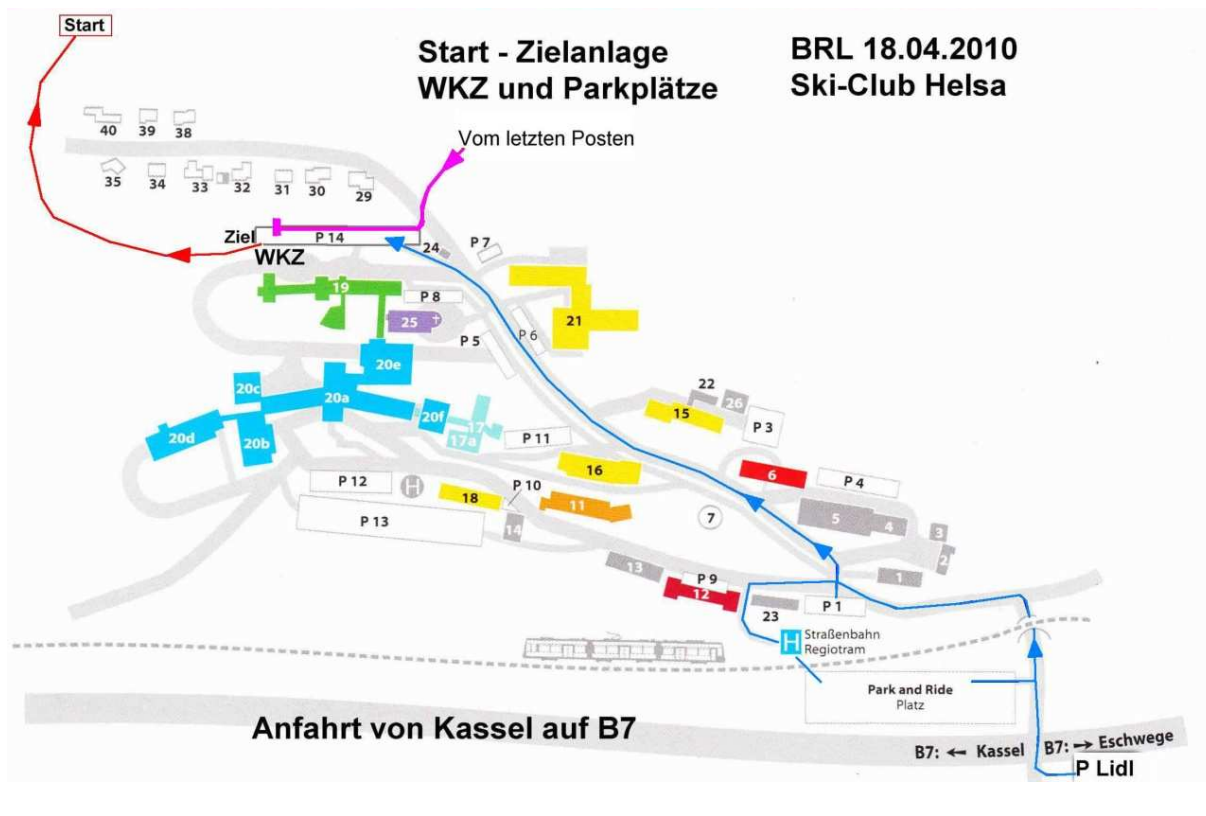 Start
Start - Zielanlage
WKZ und Parkplätze
BRL 18.04.2010
Ski-Club Helsa
40
39
38
Vom letzten Posten
35
34
33
32
31
30
29
Ziel
P 14
WKZ
24
P 7
19
P 8
25
21
P 5
P 6
20e
20c
20a
20f
17
17a
20d
20b
22
26
15
P 3
P 11
16
6
P 4
P 12
H
P 10
18
11
P 13
14
7
5
4
3
2
13
1
P 9
12
23
P 1
H
Straßenbahn
Regiotram
Park and Ride
Platz
Anfahrt von Kassel auf B7
B7: ← Kassel
B7: → Eschwege
P Lidl